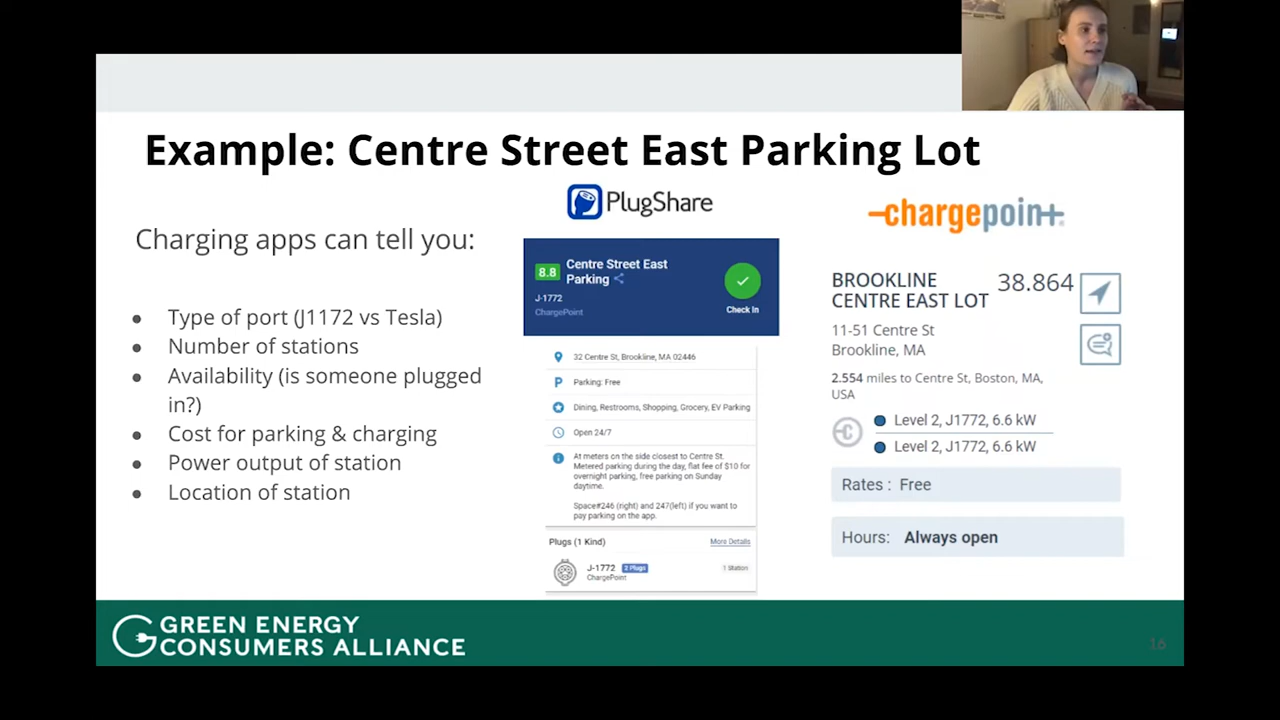 Example: Centre Street East Parking Lot
Charging apps can tell you:
● Type of port (J1172 vs Tesla)
● Number of stations
● Availability (is someone plugged
in?)
● Cost for parking & charging
● Power output of station
● Location of station
PlugShare
8.8
Centre Street East
Parking
J-1772
ChargePoint
Check In
32 Centre St, Brookline, MA 02446
P
Parking: Free
Dining, Restrooms, Shopping, Grocery, EV Parking
Open 24/7
At meters on the side closest to Centre St.
Metered parking during the day, flat fee of $10 for
overnight parking, free parking on Sunday
daytime.
Space#246 (right) and 247(left) if you want to
pay parking on the app.
Plugs (1 Kind) More Details
J-1772 2 Plugs 1 Station
ChargePoint
-chargepoin+
BROOKLINE
CENTRE EAST LOT
38.864
11-51 Centre St
Brookline, MA
2.554 miles to Centre St, Boston, MA,
USA
Level 2, J1772, 6.6 kW
Level 2, J1772, 6.6 kW
Rates : Free
Hours: Always open
GREEN ENERGY
CONSUMERS ALLIANCE
16